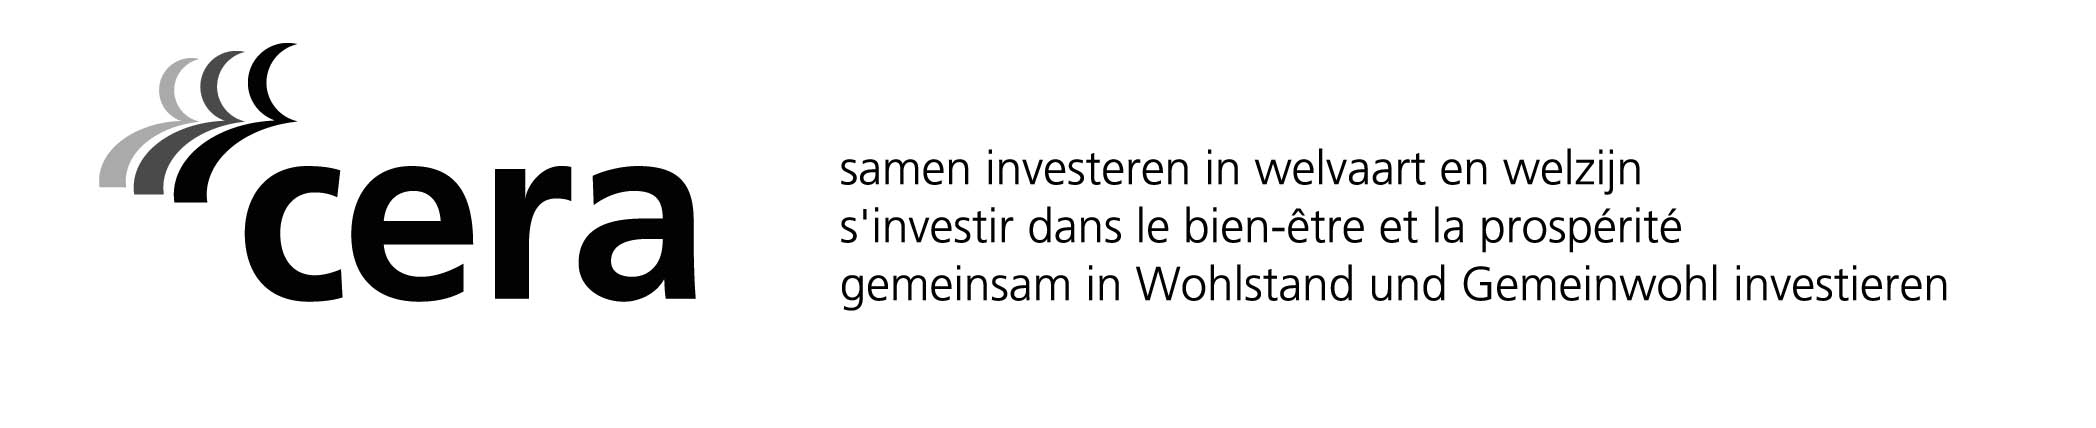 cera
samen investeren in welvaart en welzijn
s'investir dans le bien-être et la prospérité
gemeinsam in Wohlstand und Gemeinwohl investieren